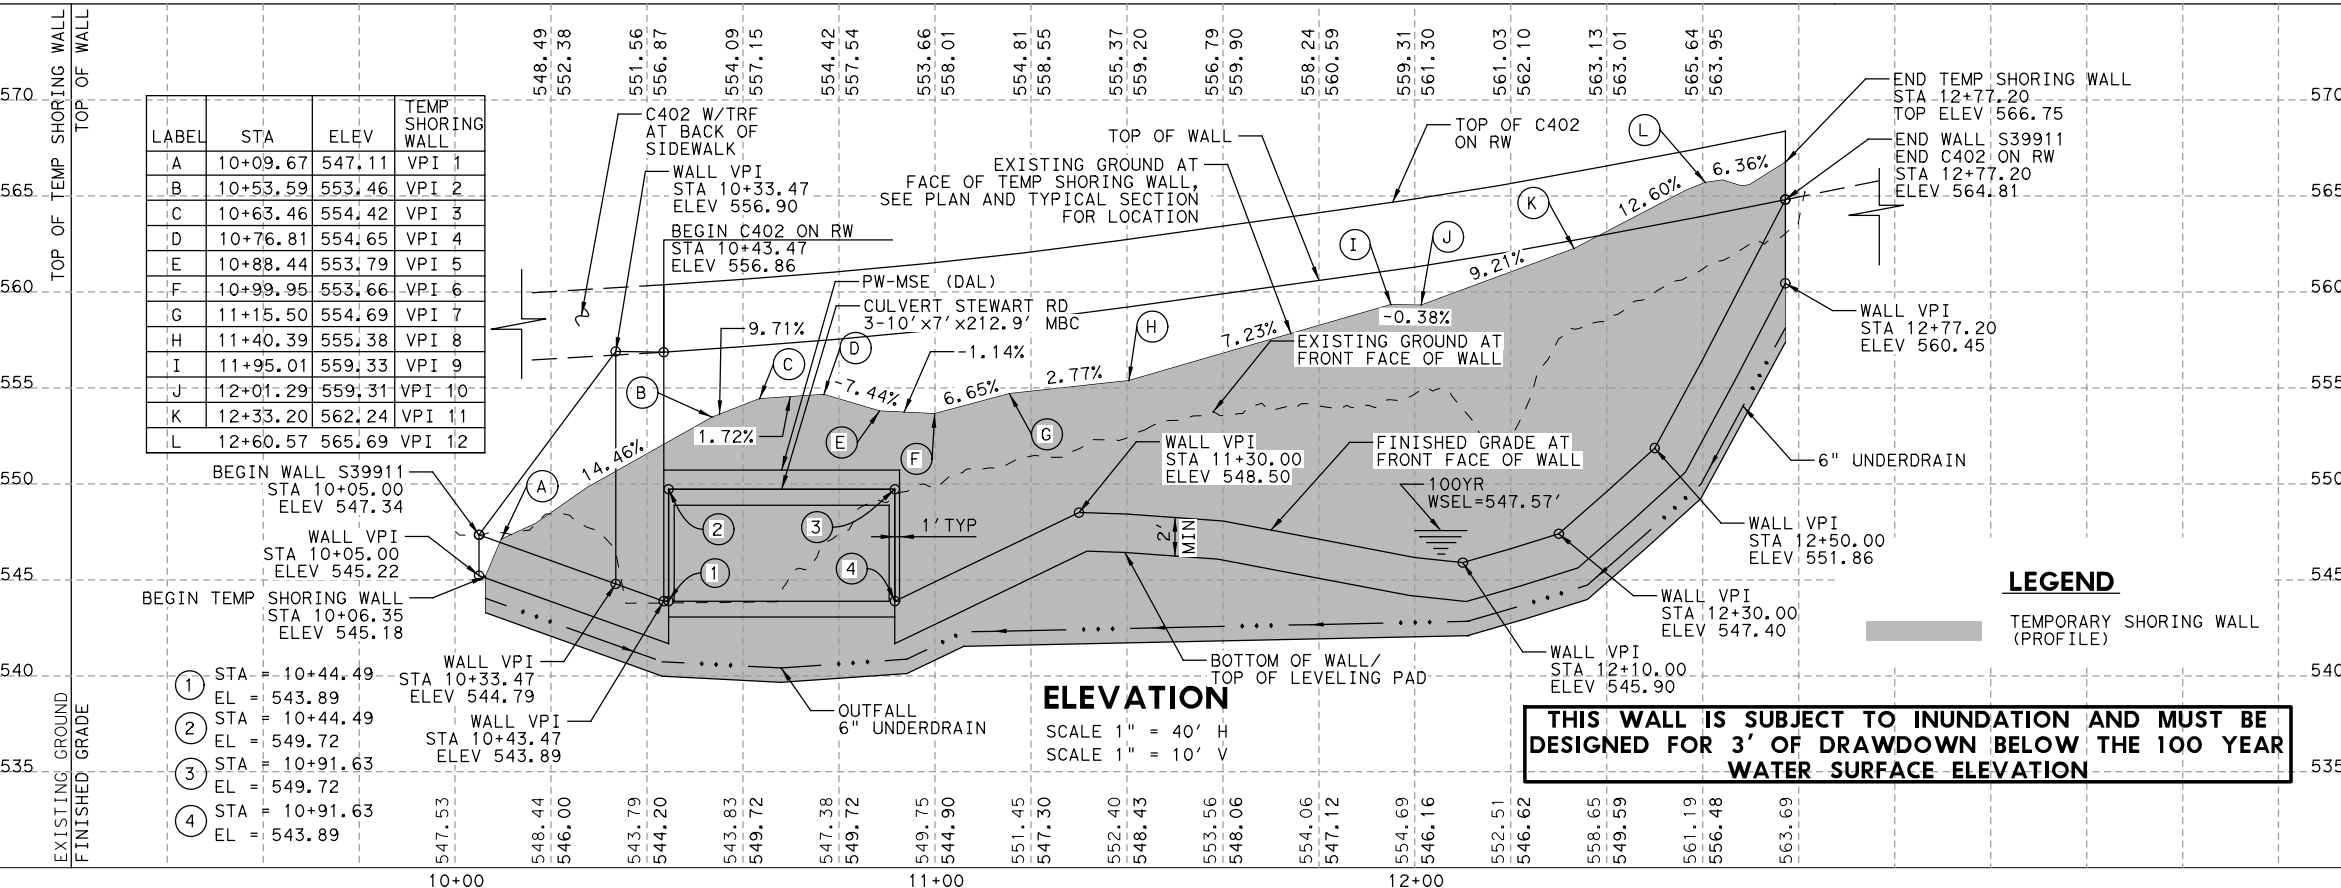 TOP OF TEMP SHORING WALL
TOP OF WALL
548.49
552.38
551.56
556.87
554.09
557.15
554.42
557.54
553.66
558.01
554.81
558.55
555.37
559.20
556.79
559.90
558.24
560.59
559.31
561.30
561.03
562.10
563.13
563.01
565.64
563.95
570
565
560
555
550
545
540
535
570
565
560
555
550
545
540
535
LABEL STA ELEV TEMP SHORING WALL
A 10+09.67 547.11 VPI 1
B 10+53.59 553.46 VPI 2
C 10+63.46 554.42 VPI 3
D 10+76.81 554.65 VPI 4
E 10+88.44 553.79 VPI 5
F 10+99.95 553.66 VPI 6
G 11+15.50 554.69 VPI 7
H 11+40.39 555.38 VPI 8
I 11+95.01 559.33 VPI 9
J 12+01.29 559.31 VPI 10
K 12+33.20 562.24 VPI 11
L 12+60.57 565.69 VPI 12
C402 W/TRF
AT BACK OF
SIDEWALK
WALL VPI
STA 10+33.47
ELEV 556.90
BEGIN C402 ON RW
STA 10+43.47
ELEV 556.86
PW-MSE (DAL)
CULVERT STEWART RD
3-10'x7'x212.9' MBC
TOP OF WALL
EXISTING GROUND AT
FACE OF TEMP SHORING WALL,
SEE PLAN AND TYPICAL SECTION
FOR LOCATION
TOP OF C402
ON RW
END TEMP SHORING WALL
STA 12+77.20
TOP ELEV 566.75
END WALL S39911
END C402 ON RW
STA 12+77.20
ELEV 564.81
WALL VPI
STA 12+77.20
ELEV 560.45
A
B
C
D
E
F
G
H
I
J
K
L
14.46%
9.71%
1.72%
-7.44%
-1.14%
6.65%
2.77%
7.23%
-0.38%
9.21%
12.60%
6.36%
EXISTING GROUND AT
FRONT FACE OF WALL
BEGIN WALL S39911
STA 10+05.00
ELEV 547.34
WALL VPI
STA 10+05.00
ELEV 545.22
BEGIN TEMP SHORING WALL
STA 10+06.35
ELEV 545.18
2
3
1
4
1' TYP
WALL VPI
STA 11+30.00
ELEV 548.50
FINISHED GRADE AT
FRONT FACE OF WALL
100YR
WSEL=547.57'
2'
MIN
6" UNDERDRAIN
WALL VPI
STA 12+50.00
ELEV 551.86
WALL VPI
STA 12+30.00
ELEV 547.40
WALL VPI
STA 12+10.00
ELEV 545.90
LEGEND
TEMPORARY SHORING WALL
(PROFILE)
1 STA = 10+44.49
EL = 543.89
2 STA = 10+44.49
EL = 549.72
3 STA = 10+91.63
EL = 549.72
4 STA = 10+91.63
EL = 543.89
WALL VPI
STA 10+33.47
ELEV 544.79
WALL VPI
STA 10+43.47
ELEV 543.89
OUTFALL
6" UNDERDRAIN
BOTTOM OF WALL/
TOP OF LEVELING PAD
ELEVATION
SCALE 1" = 40' H
SCALE 1" = 10' V
THIS WALL IS SUBJECT TO INUNDATION AND MUST BE
DESIGNED FOR 3' OF DRAWDOWN BELOW THE 100 YEAR
WATER SURFACE ELEVATION
EXISTING GROUND
FINISHED GRADE
547.53
548.44
546.00
543.79
544.20
543.83
549.72
547.38
549.72
549.75
544.90
551.45
547.30
552.40
548.43
553.56
548.06
554.06
547.12
554.69
546.16
552.51
546.62
558.65
549.59
561.19
556.48
563.69
10+00
11+00
12+00